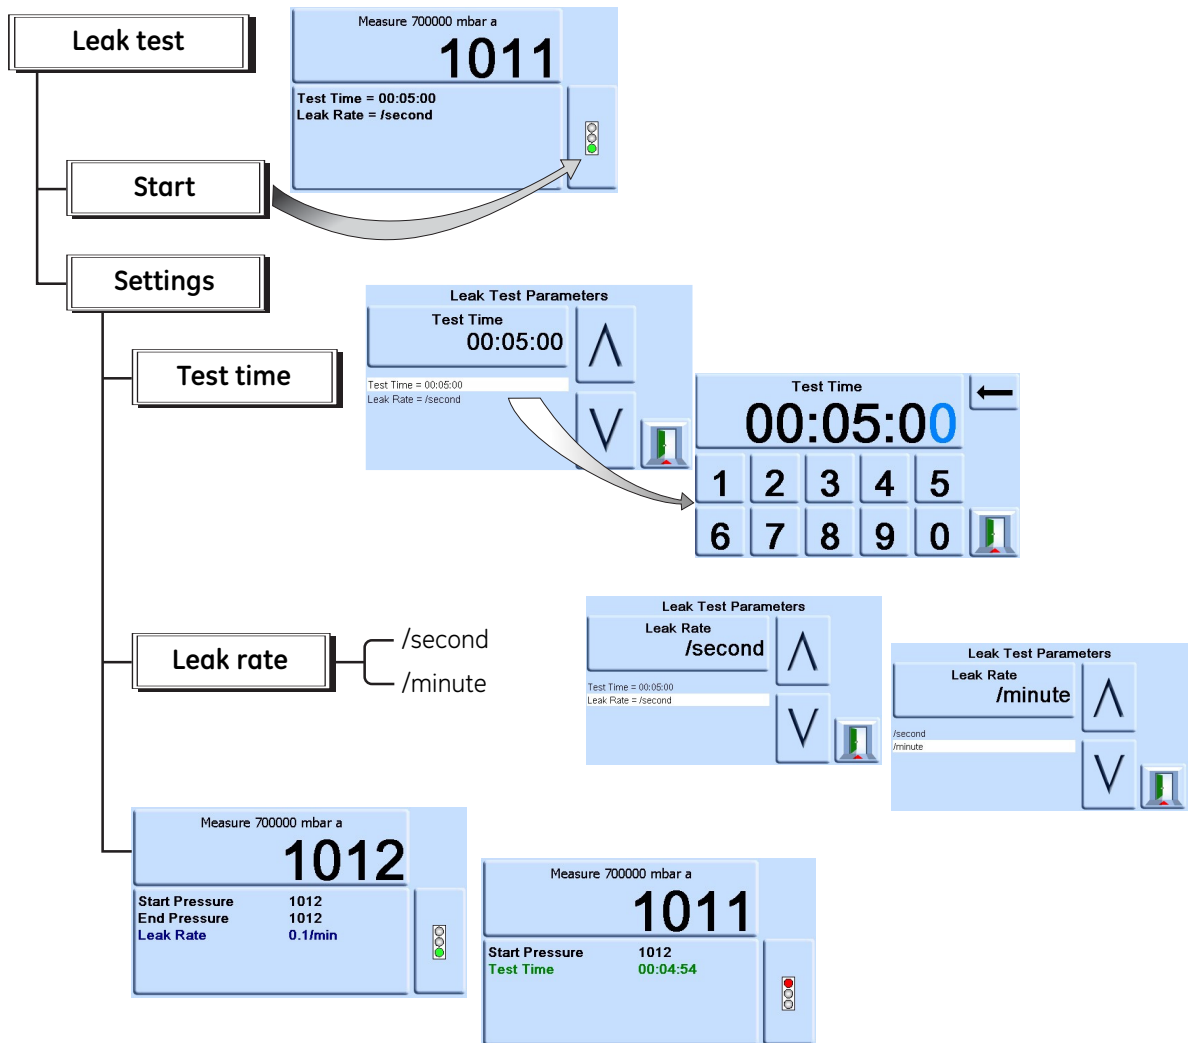 Leak test
Measure 700000 mbar a
1011
Test Time = 00:05:00
Leak Rate = /second
Start
Settings
Leak Test Parameters
Test Time
00:05:00
Test Time = 00:05:00
Leak Rate = /second
Test time
Test Time
00:05:00
1 2 3 4 5
6 7 8 9 0
Leak rate
/second
/minute
Leak Test Parameters
Leak Rate
/second
Test Time = 00:05:00
Leak Rate = /second
Leak Test Parameters
Leak Rate
/minute
/second
/minute
Measure 700000 mbar a
1012
Start Pressure 1012
End Pressure 1012
Leak Rate 0.1/min
Measure 700000 mbar a
1011
Start Pressure 1012
Test Time 00:04:54